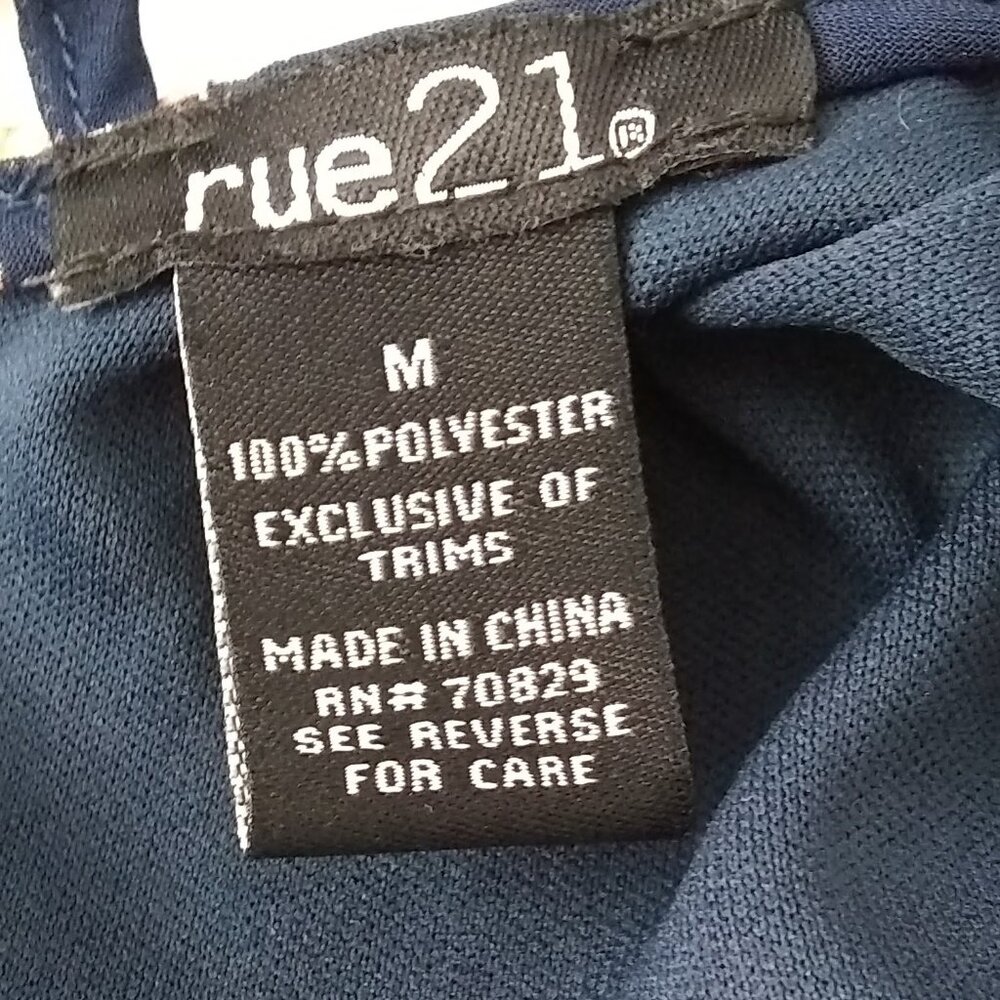 rue21®
M
100%POLYESTER
EXCLUSIVE OF
TRIMS
MADE IN CHINA
RN# 70829
SEE REVERSE
FOR CARE